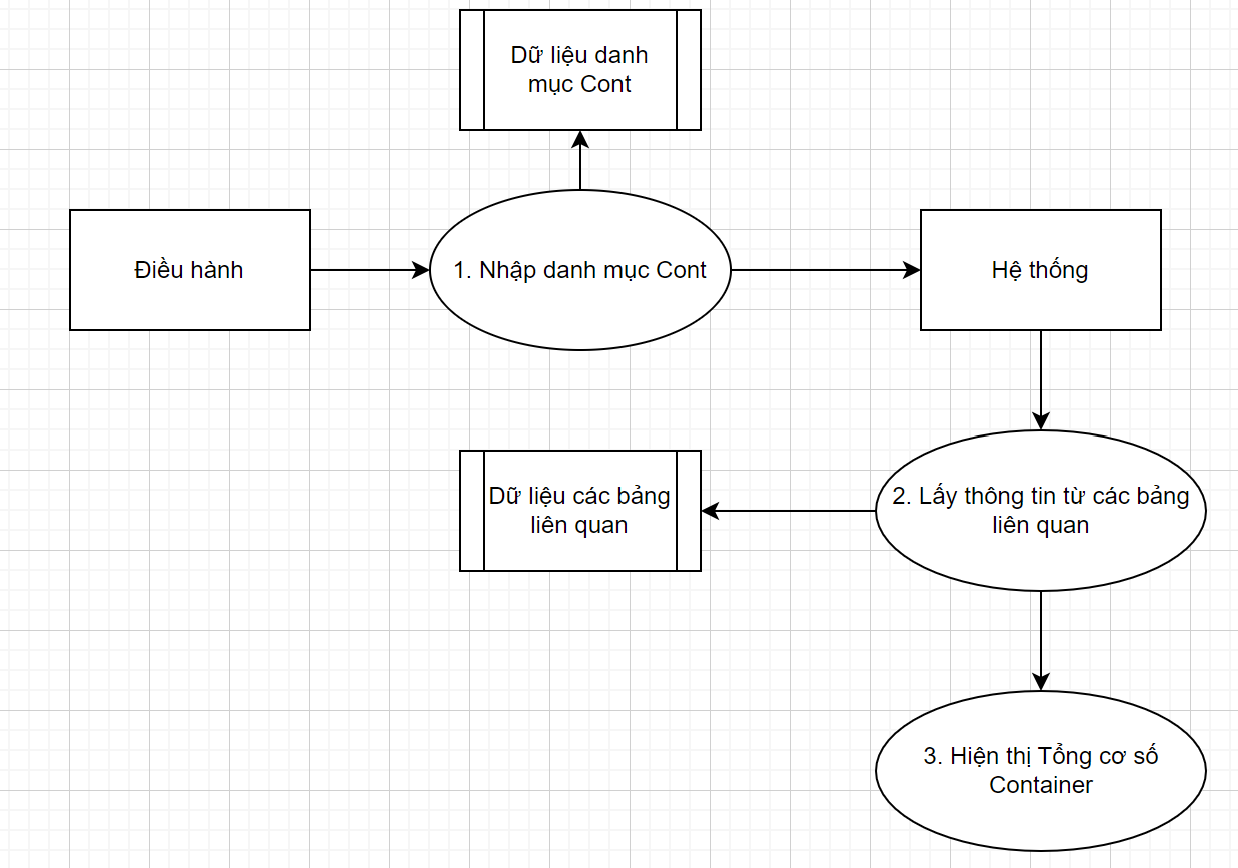 Dữ liệu danh
mục Cont
Điều hành
1. Nhập danh mục Cont
Hệ thống
Dữ liệu các bảng
liên quan
2. Lấy thông tin từ các bảng
liên quan
3. Hiện thị Tổng cơ số
Container